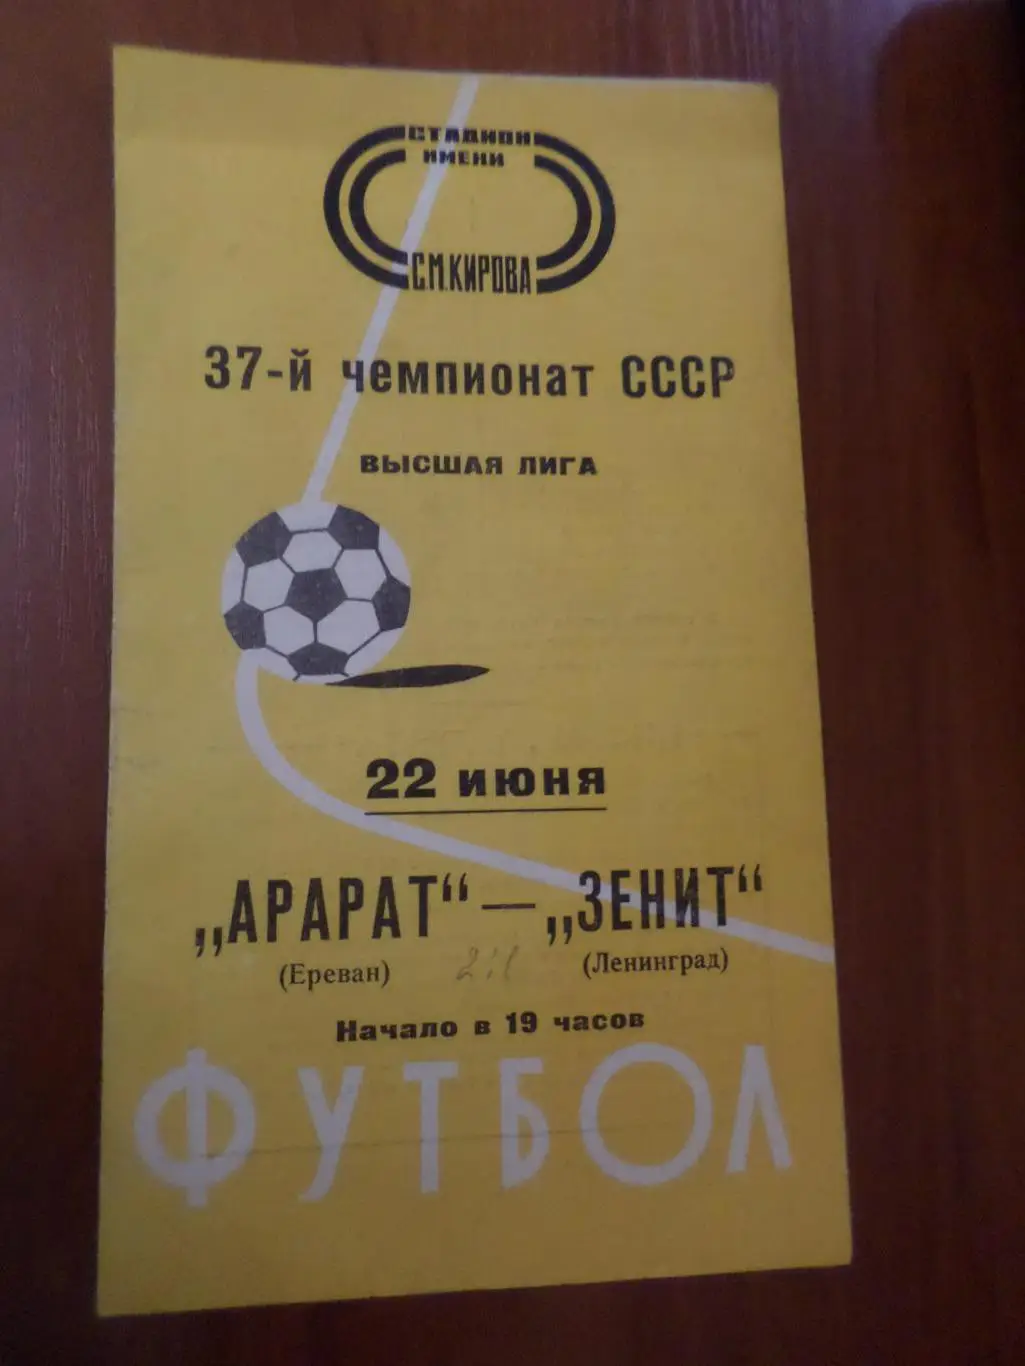 СТАДИОН
ИМЕНИ
С.М.КИРОВА
37-й чемпионат СССР
ВЫСШАЯ ЛИГА
22 июня
„АРАРАТ“ — „ЗЕНИТ“
(Ереван) 2:1 (Ленинград)
Начало в 19 часов
ФУТБОЛ